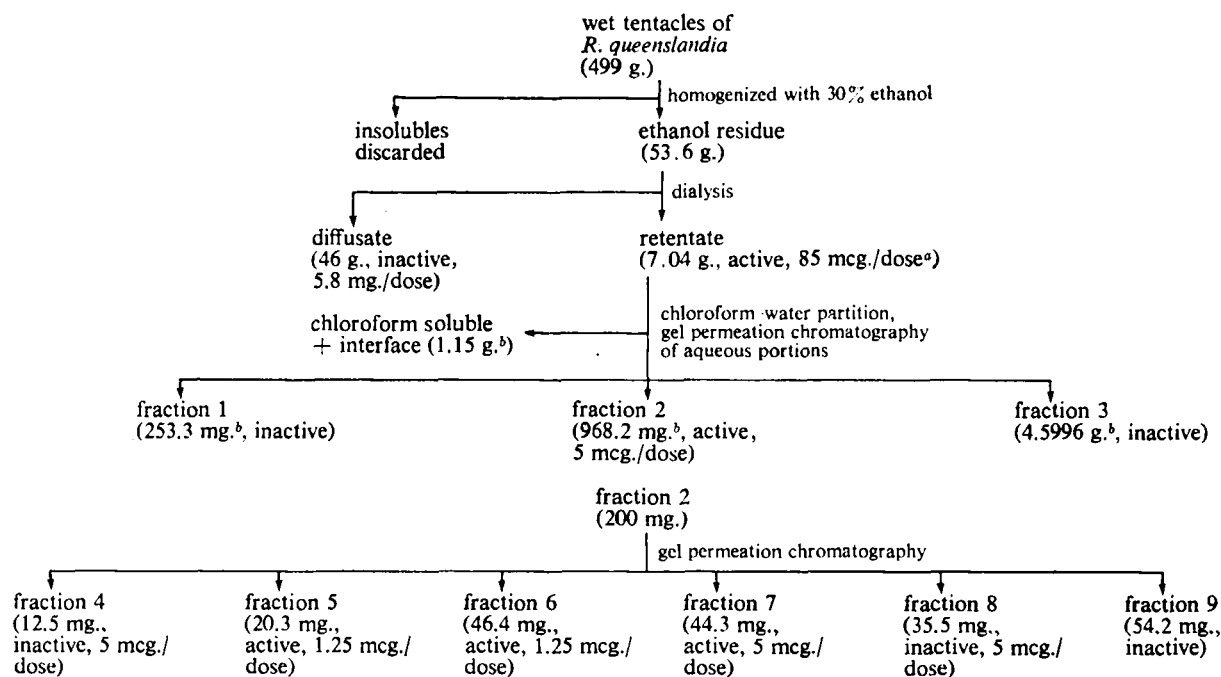 wet tentacles of
R. queenslandia
(499 g.)
homogenized with 30% ethanol
insolubles
discarded
ethanol residue
(53.6 g.)
dialysis
diffusate
(46 g., inactive,
5.8 mg./dose)
retentate
(7.04 g., active, 85 mcg./doseᵃ)
chloroform water partition,
gel permeation chromatography
of aqueous portions
chloroform soluble
+ interface (1.15 g.ᵇ)
fraction 1
(253.3 mg.ᵇ, inactive)
fraction 2
(968.2 mg.ᵇ, active,
5 mcg./dose)
fraction 3
(4.5996 g.ᵇ, inactive)
fraction 2
(200 mg.)
gel permeation chromatography
fraction 4
(12.5 mg.,
inactive, 5 mcg./
dose)
fraction 5
(20.3 mg.,
active, 1.25 mcg./
dose)
fraction 6
(46.4 mg.,
active, 1.25 mcg./
dose)
fraction 7
(44.3 mg.,
active, 5 mcg./
dose)
fraction 8
(35.5 mg.,
inactive, 5 mcg./
dose)
fraction 9
(54.2 mg.,
inactive)